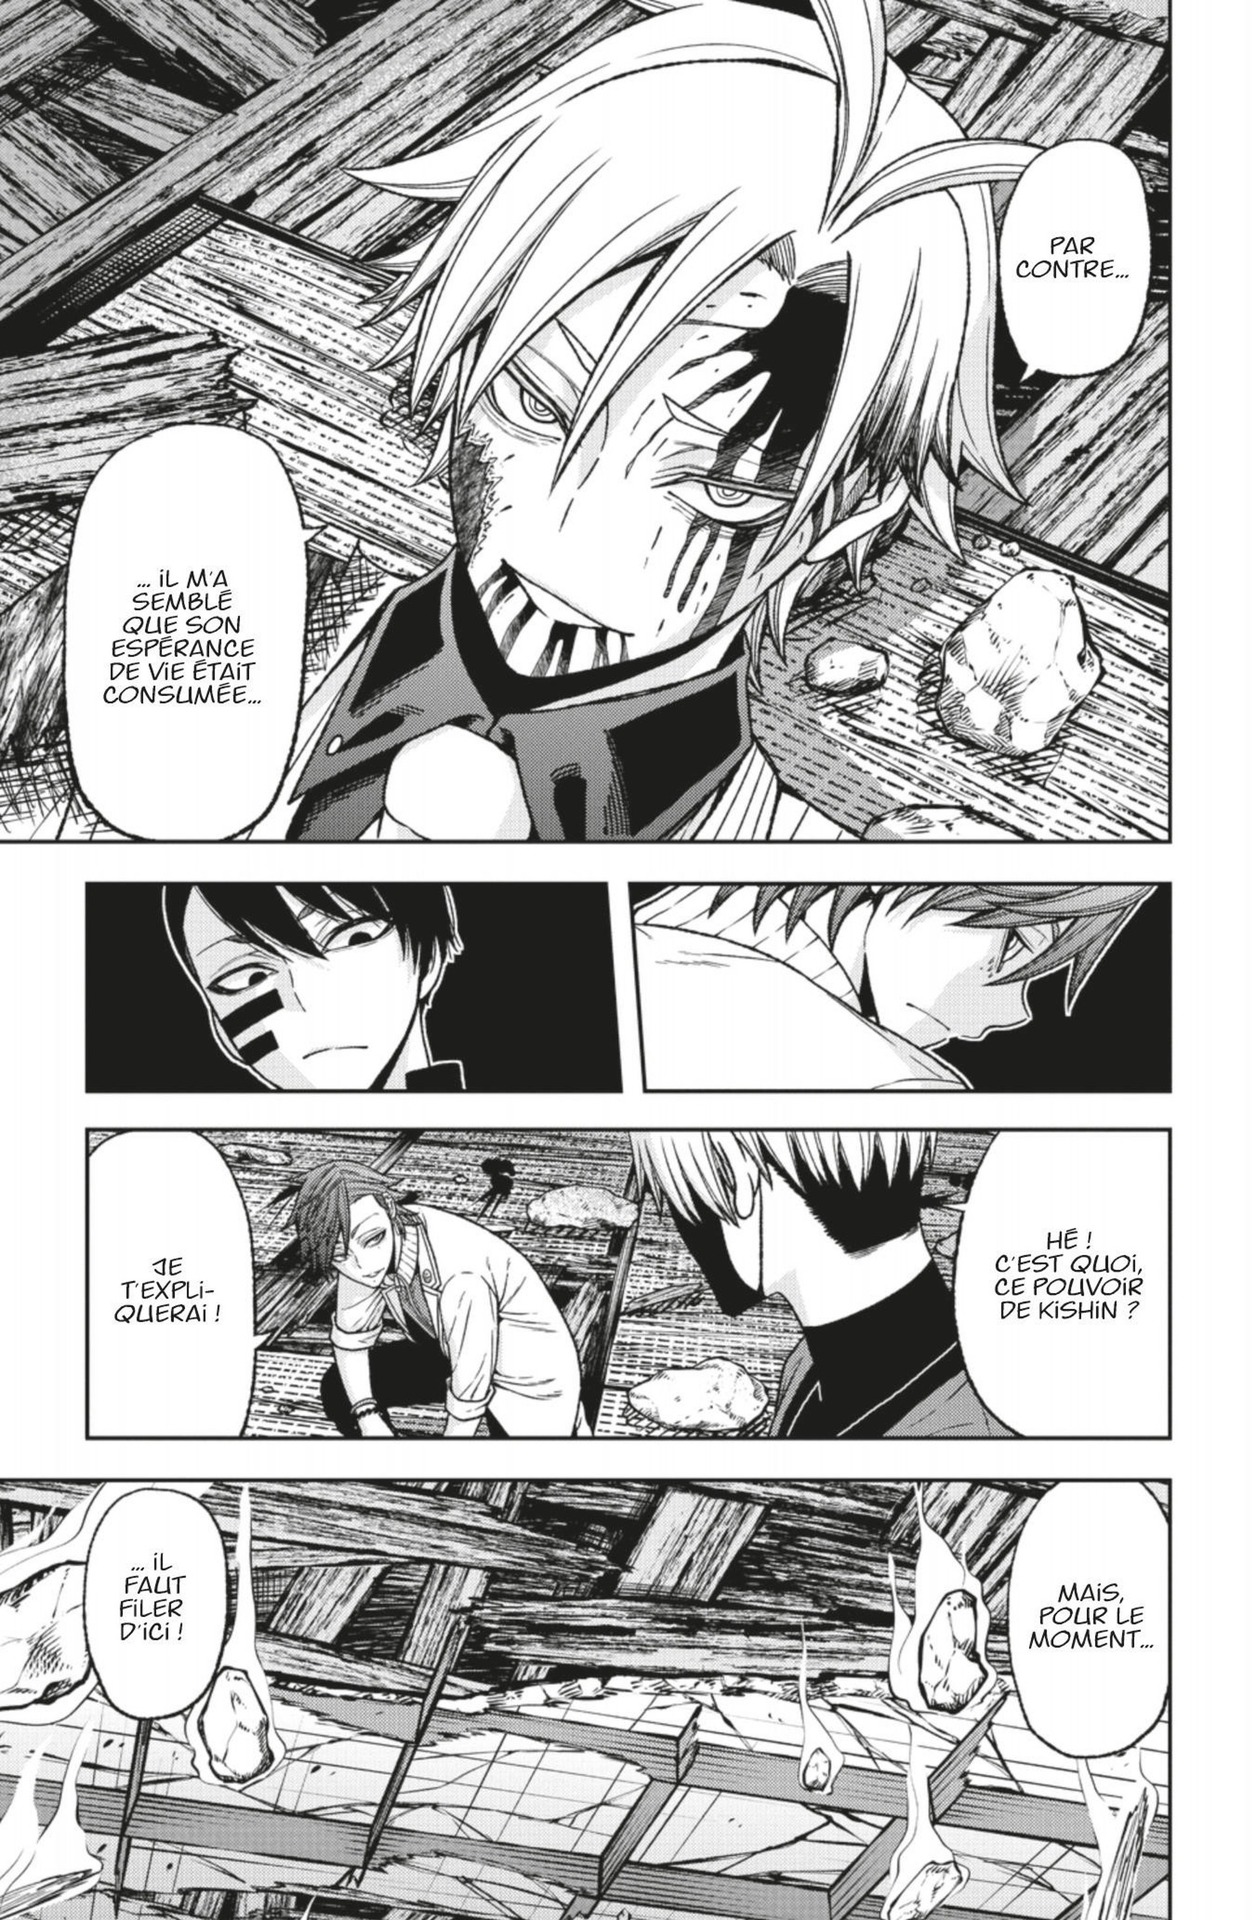 PAR
CONTRE...
... IL M'A
SEMBLÉ
QUE SON
ESPÉRANCE
DE VIE ÉTAIT
CONSUMÉE...
HÉ !
C'EST QUOI,
CE POUVOIR
DE KISHIN ?
JE
T'EXPLI-
QUERAI !
MAIS,
POUR LE
MOMENT...
... IL
FAUT
FILER
D'ICI !